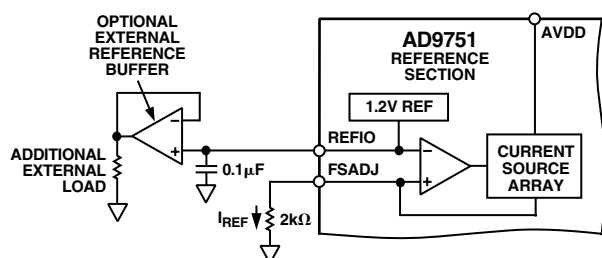 OPTIONAL
EXTERNAL
REFERENCE
BUFFER
AD9751
REFERENCE
SECTION
AVDD
1.2V REF
REFIO
FSADJ
CURRENT
SOURCE
ARRAY
ADDITIONAL
EXTERNAL
LOAD
0.1μF
IREF
2kΩ
−
+
−
+